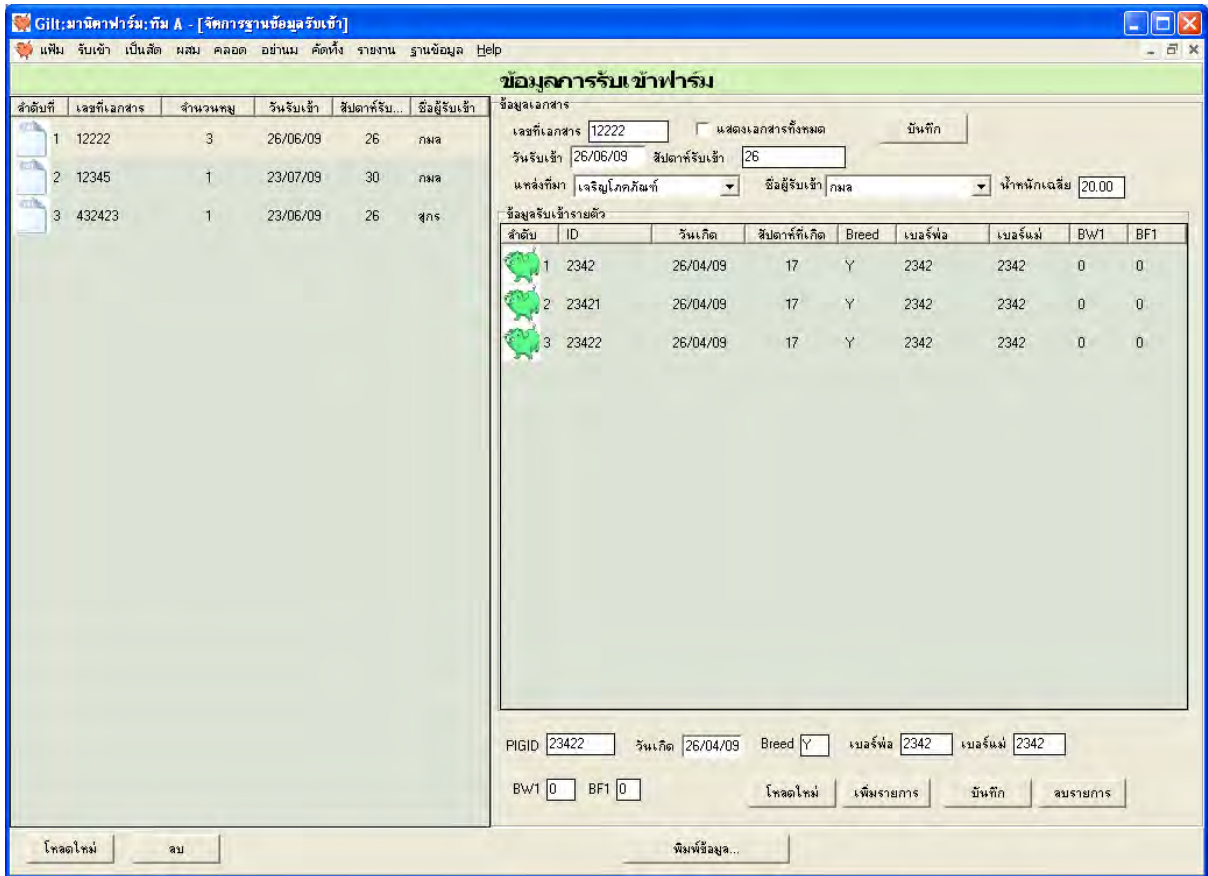 Gilt:มานิตาฟาร์ม:ทีม A - [จัดการฐานข้อมูลรับเข้า]
แฟ้ม รับเข้า เป็นสัด ผสม คลอด อย่านม คัดทิ้ง รายงาน ฐานข้อมูล Help
ข้อมูลการรับเข้าฟาร์ม
ลำดับที่ เลขที่เอกสาร จำนวนหมู วันรับเข้า สัปดาห์รับ... ชื่อผู้รับเข้า
1 12222 3 26/06/09 26 กมล
2 12345 1 23/07/09 30 กมล
3 432423 1 23/06/09 26 สุกร
ข้อมูลเอกสาร
เลขที่เอกสาร 12222 แสดงเอกสารทั้งหมด บันทึก
วันรับเข้า 26/06/09 สัปดาห์รับเข้า 26
แหล่งที่มา เจริญโภคภัณฑ์ ชื่อผู้รับเข้า กมล น้ำหนักเฉลี่ย 20.00
ข้อมูลรับเข้ารายตัว
ลำดับ ID วันเกิด สัปดาห์ที่เกิด Breed เบอร์พ่อ เบอร์แม่ BW1 BF1
1 2342 26/04/09 17 Y 2342 2342 0 0
2 23421 26/04/09 17 Y 2342 2342 0 0
3 23422 26/04/09 17 Y 2342 2342 0 0
PIGID 23422 วันเกิด 26/04/09 Breed Y เบอร์พ่อ 2342 เบอร์แม่ 2342
BW1 0 BF1 0 โหลดใหม่ เพิ่มรายการ บันทึก ลบรายการ
โหลดใหม่ ลบ พิมพ์ข้อมูล...